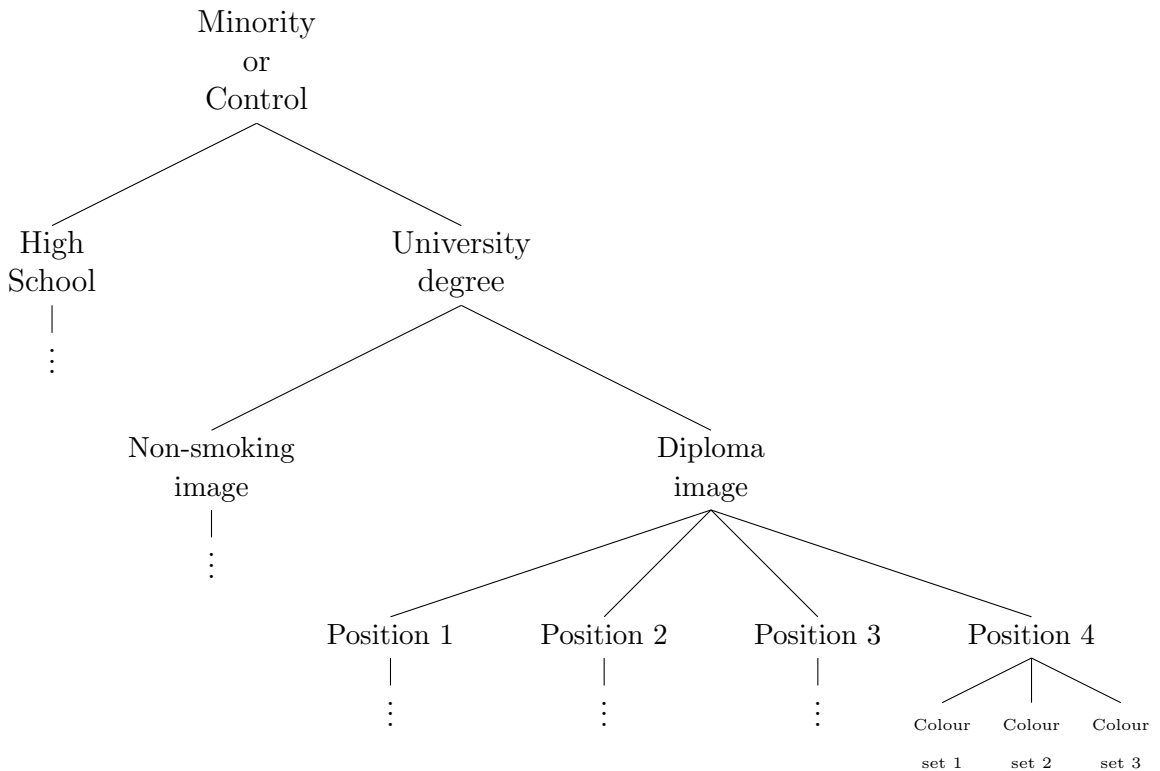 Minority
or
Control
High
School
University
degree
⋮
Non-smoking
image
Diploma
image
⋮
Position 1
Position 2
Position 3
Position 4
⋮
⋮
⋮
Colour
set 1
Colour
set 2
Colour
set 3